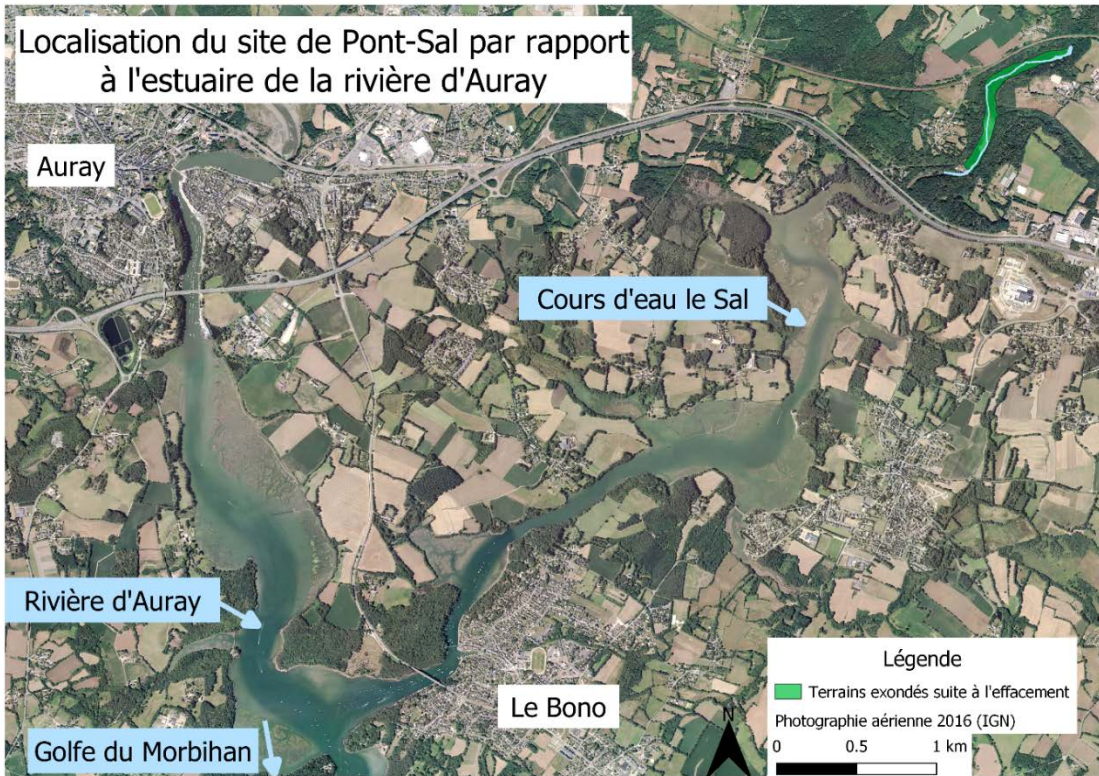 Localisation du site de Pont-Sal par rapport
à l'estuaire de la rivière d'Auray
Auray
Cours d'eau le Sal
Rivière d'Auray
Le Bono
Golfe du Morbihan
N
Légende
Terrains exondés suite à l'effacement
Photographie aérienne 2016 (IGN)
0 0.5 1 km